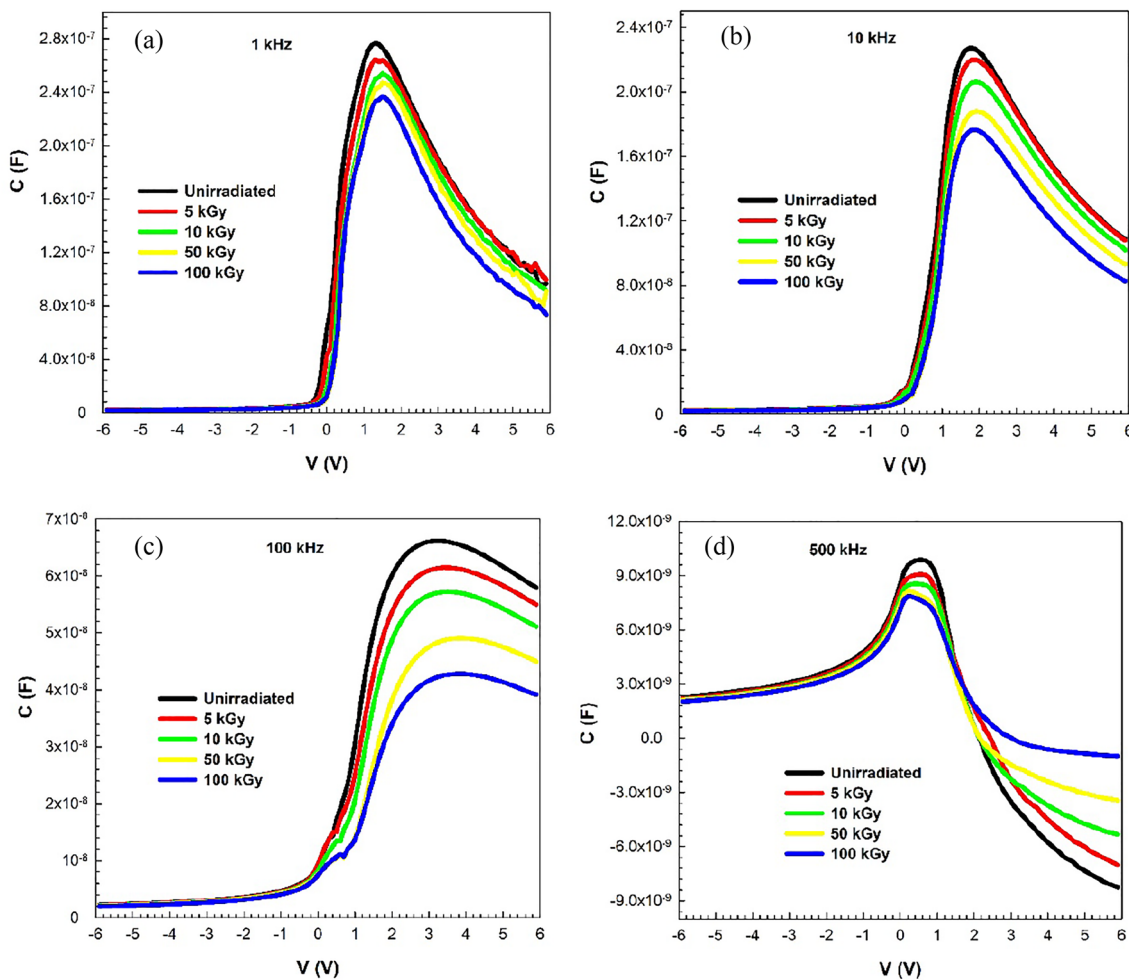 (a)
1 kHz
2.8x10⁻⁷
2.4x10⁻⁷
2.0x10⁻⁷
1.6x10⁻⁷
1.2x10⁻⁷
8.0x10⁻⁸
4.0x10⁻⁸
0
C (F)
Unirradiated
5 kGy
10 kGy
50 kGy
100 kGy
-6 -5 -4 -3 -2 -1 0 1 2 3 4 5 6
V (V)
(b)
10 kHz
2.4x10⁻⁷
2.0x10⁻⁷
1.6x10⁻⁷
1.2x10⁻⁷
8.0x10⁻⁸
4.0x10⁻⁸
0
C (F)
Unirradiated
5 kGy
10 kGy
50 kGy
100 kGy
-6 -5 -4 -3 -2 -1 0 1 2 3 4 5 6
V (V)
(c)
100 kHz
7x10⁻⁸
6x10⁻⁸
5x10⁻⁸
4x10⁻⁸
3x10⁻⁸
2x10⁻⁸
1x10⁻⁸
0
C (F)
Unirradiated
5 kGy
10 kGy
50 kGy
100 kGy
-6 -5 -4 -3 -2 -1 0 1 2 3 4 5 6
V (V)
(d)
500 kHz
12.0x10⁻⁹
9.0x10⁻⁹
6.0x10⁻⁹
3.0x10⁻⁹
0.0
-3.0x10⁻⁹
-6.0x10⁻⁹
-9.0x10⁻⁹
C (F)
Unirradiated
5 kGy
10 kGy
50 kGy
100 kGy
-6 -5 -4 -3 -2 -1 0 1 2 3 4 5 6
V (V)